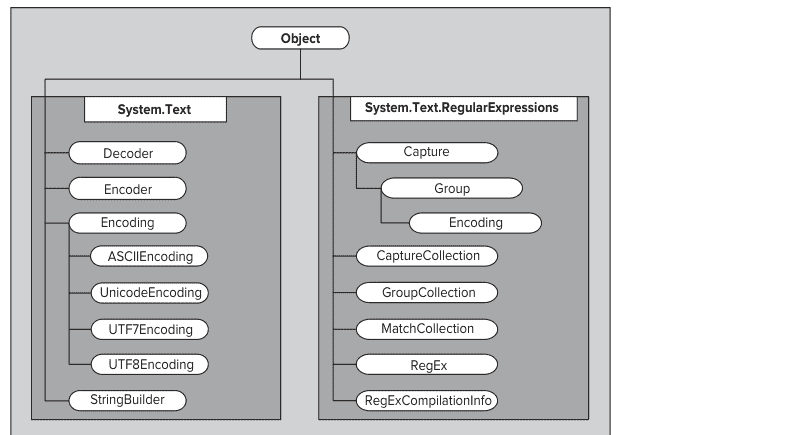 Object
System.Text
Decoder
Encoder
Encoding
ASCIIEncoding
UnicodeEncoding
UTF7Encoding
UTF8Encoding
StringBuilder
System.Text.RegularExpressions
Capture
Group
Encoding
CaptureCollection
GroupCollection
MatchCollection
RegEx
RegExCompilationInfo